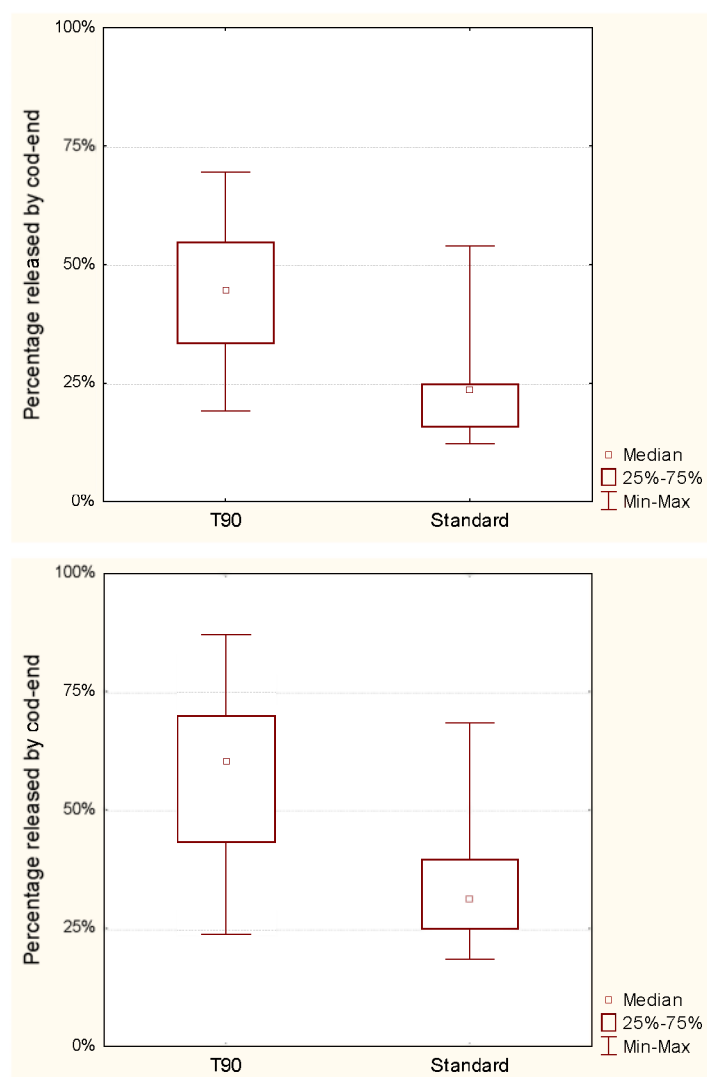 100%
75%
50%
25%
0%
Percentage released by cod-end
T90
Standard
Median
25%-75%
Min-Max
100%
75%
50%
25%
0%
Percentage released by cod-end
T90
Standard
Median
25%-75%
Min-Max